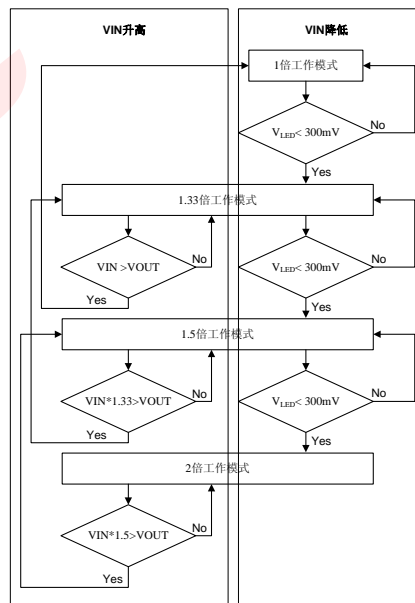 VIN升高
VIN降低
1倍工作模式
VLED< 300mV
No
Yes
1.33倍工作模式
VIN >VOUT
No
Yes
VLED< 300mV
No
Yes
1.5倍工作模式
VIN*1.33>VOUT
No
Yes
VLED< 300mV
No
Yes
2倍工作模式
VIN*1.5>VOUT
No
Yes